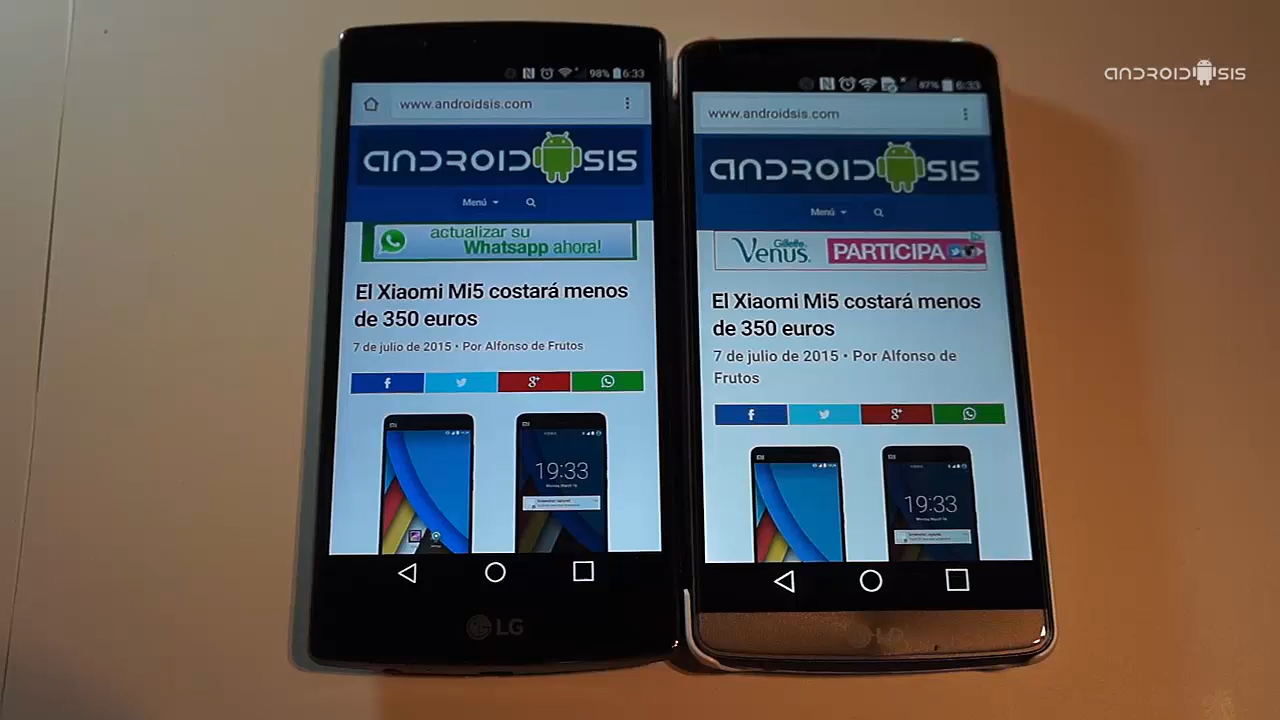 ANDROIDSIS
98% 6:33
www.androidsis.com
ANDROIDSIS
Menú
actualizar su
Whatsapp ahora!
El Xiaomi Mi5 costará menos
de 350 euros
7 de julio de 2015 • Por Alfonso de Frutos
f
g+
19:33
LG
87% 6:33
www.androidsis.com
ANDROIDSIS
Menú
Gillette
Venus
PARTICIPA
El Xiaomi Mi5 costará menos
de 350 euros
7 de julio de 2015 • Por Alfonso de
Frutos
f
g+
19:33
LG